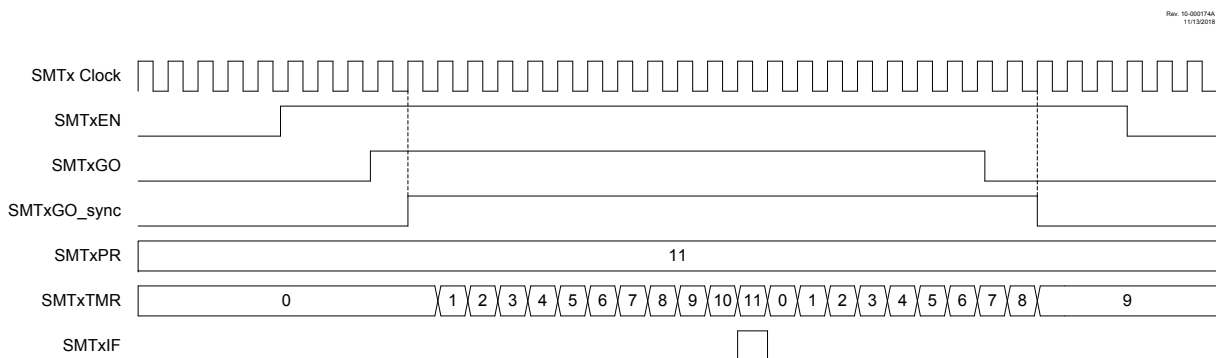 Rev. 10-000174A
11/13/2018
SMTx Clock
SMTxEN
SMTxGO
SMTxGO_sync
SMTxPR 11
SMTxTMR 0 1 2 3 4 5 6 7 8 9 10 11 0 1 2 3 4 5 6 7 8 9
SMTxIF